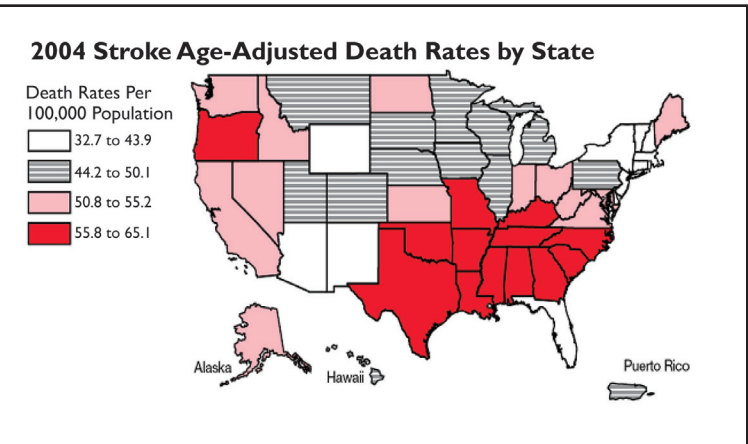 2004 Stroke Age-Adjusted Death Rates by State
Death Rates Per
100,000 Population
32.7 to 43.9
44.2 to 50.1
50.8 to 55.2
55.8 to 65.1
Alaska
Hawaii
Puerto Rico